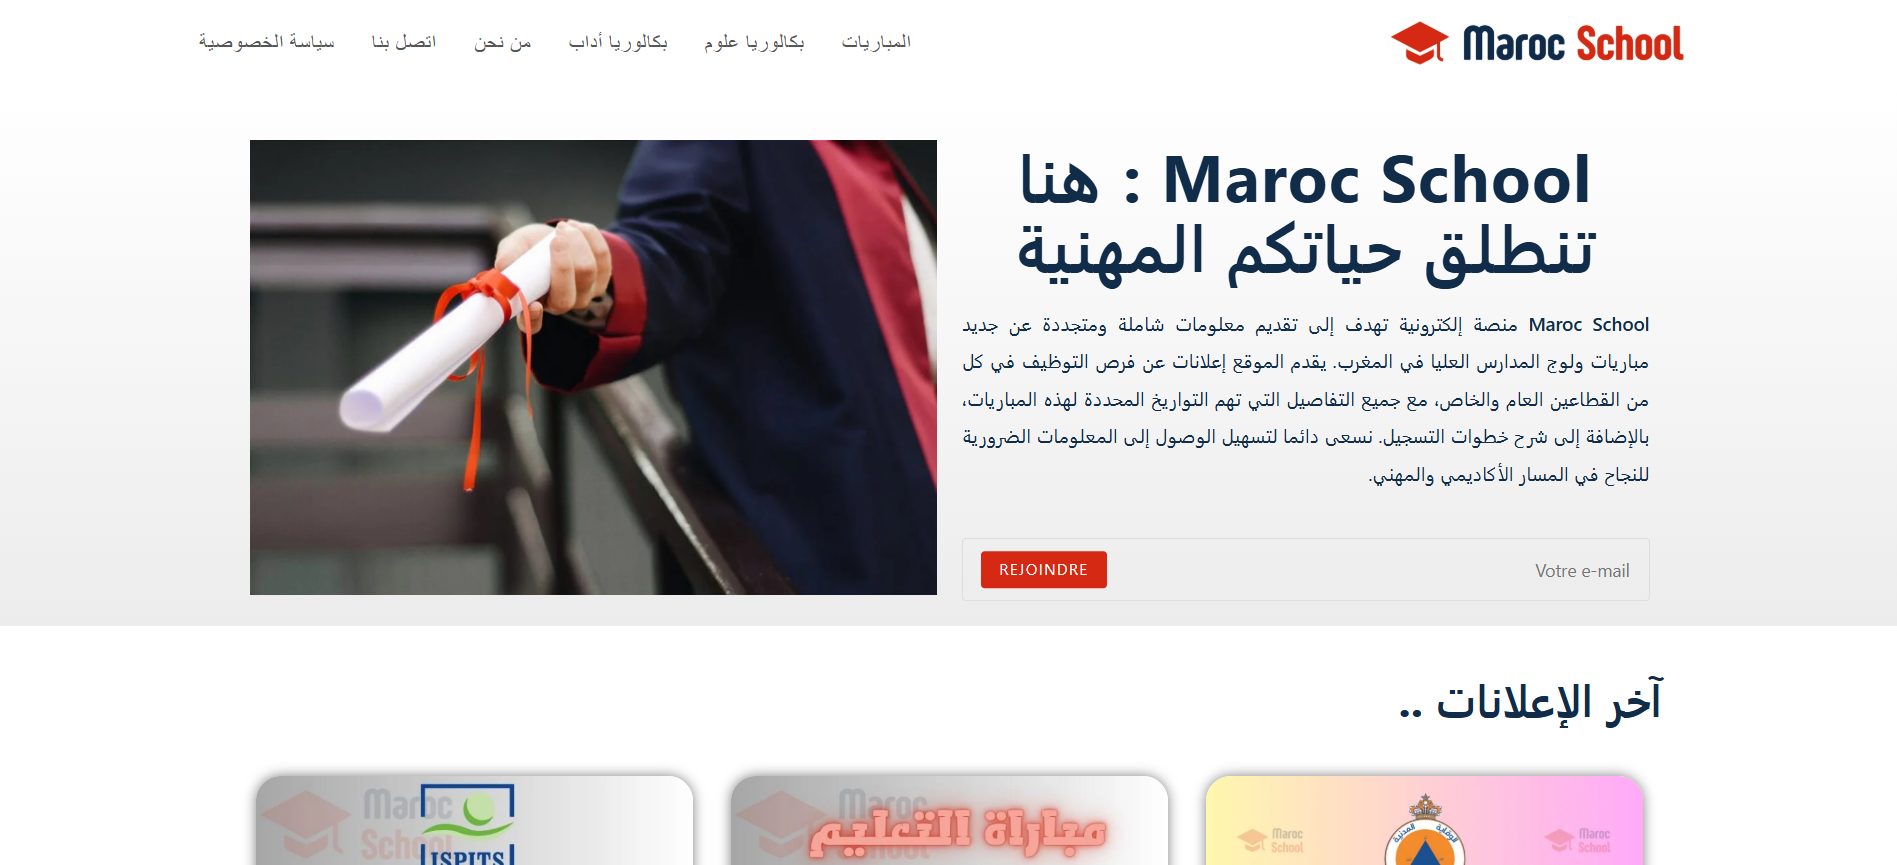 Maroc School
المباريات
بكالوريا علوم
بكالوريا أداب
من نحن
اتصل بنا
سياسة الخصوصية
Maroc School : هنا
تنطلق حياتكم المهنية
Maroc School منصة إلكترونية تهدف إلى تقديم معلومات شاملة ومتجددة عن جديد
مباريات ولوج المدارس العليا في المغرب. يقدم الموقع إعلانات عن فرص التوظيف في كل
من القطاعين العام والخاص، مع جميع التفاصيل التي تهم التواريخ المحددة لهذه المباريات،
بالإضافة إلى شرح خطوات التسجيل. نسعى دائما لتسهيل الوصول إلى المعلومات الضرورية
للنجاح في المسار الأكاديمي والمهني.
Votre e-mail
REJOINDRE
آخر الإعلانات ..
Maroc
School
الوقاية المدنية
Maroc
School
Maroc
مباراة التعليم
Maroc
School
ISPITS